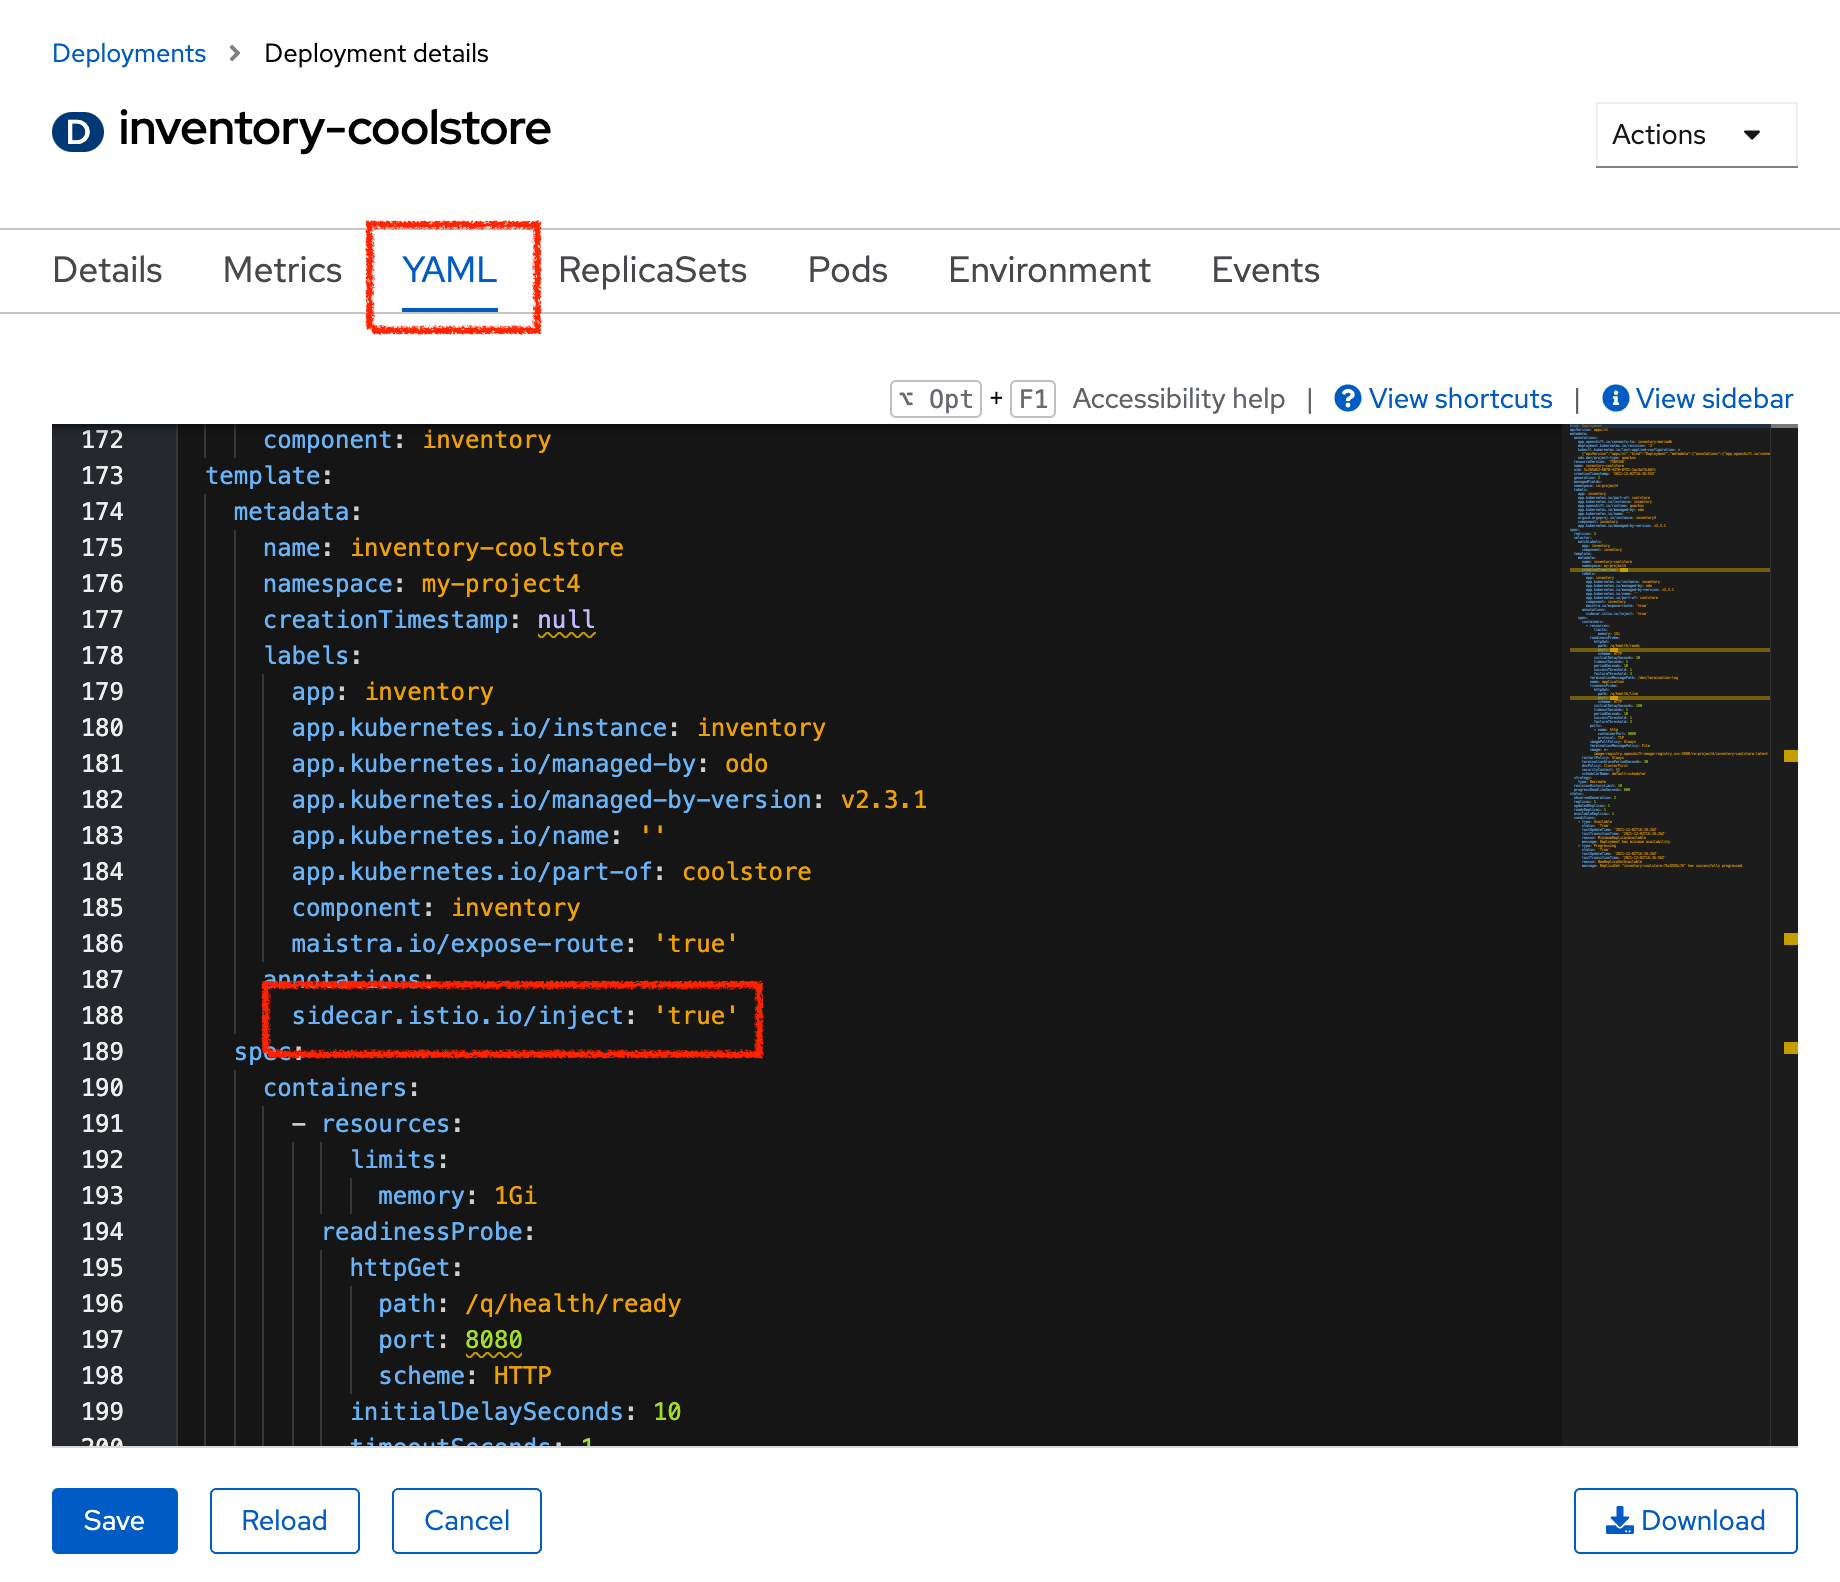 Deployments > Deployment details
D inventory-coolstore
Actions
Details Metrics YAML ReplicaSets Pods Environment Events
⌥ Opt + F1 Accessibility help | View shortcuts | View sidebar
172 component: inventory
173 template:
174 metadata:
175 name: inventory-coolstore
176 namespace: my-project4
177 creationTimestamp: null
178 labels:
179 app: inventory
180 app.kubernetes.io/instance: inventory
181 app.kubernetes.io/managed-by: odo
182 app.kubernetes.io/managed-by-version: v2.3.1
183 app.kubernetes.io/name: ''
184 app.kubernetes.io/part-of: coolstore
185 component: inventory
186 maistra.io/expose-route: 'true'
187 annotations:
188 sidecar.istio.io/inject: 'true'
189 spec:
190 containers:
191 - resources:
192 limits:
193 memory: 1Gi
194 readinessProbe:
195 httpGet:
196 path: /q/health/ready
197 port: 8080
198 scheme: HTTP
199 initialDelaySeconds: 10
200 timeoutSeconds: 1
Save Reload Cancel Download